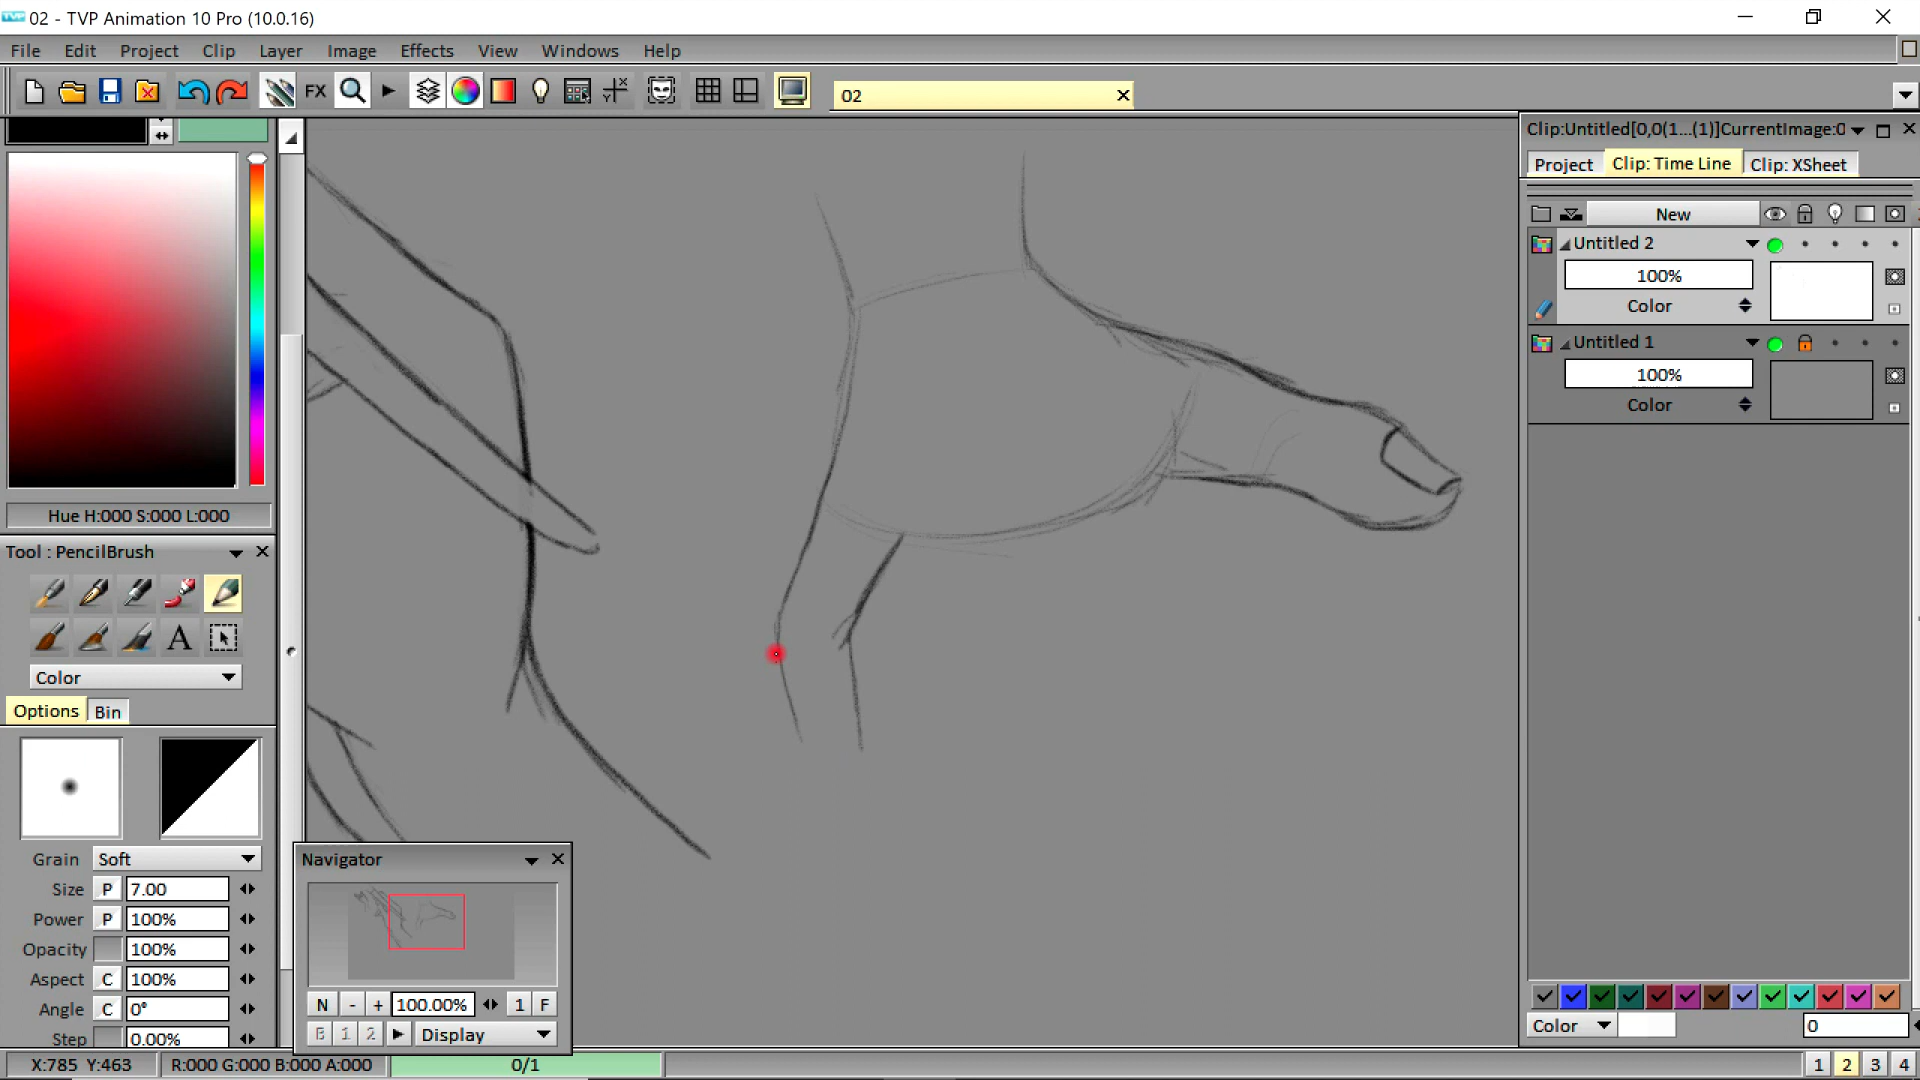 02 - TVP Animation 10 Pro (10.0.16)
File Edit Project Clip Layer Image Effects View Windows Help
FX
02
Clip:Untitled[0,0(1...(1)]CurrentImage:0
Project Clip: Time Line Clip: XSheet
New
Untitled 2
100%
Color
Untitled 1
100%
Color
Hue H:000 S:000 L:000
Tool : PencilBrush
A
Color
Options Bin
Grain Soft
Size P 7.00
Power P 100%
Opacity 100%
Aspect C 100%
Angle C 0°
Step 0.00%
Navigator
N - + 100.00% 1 F
B 1 2 Display
Color 0
X:785 Y:463 R:000 G:000 B:000 A:000 0/1 1 2 3 4